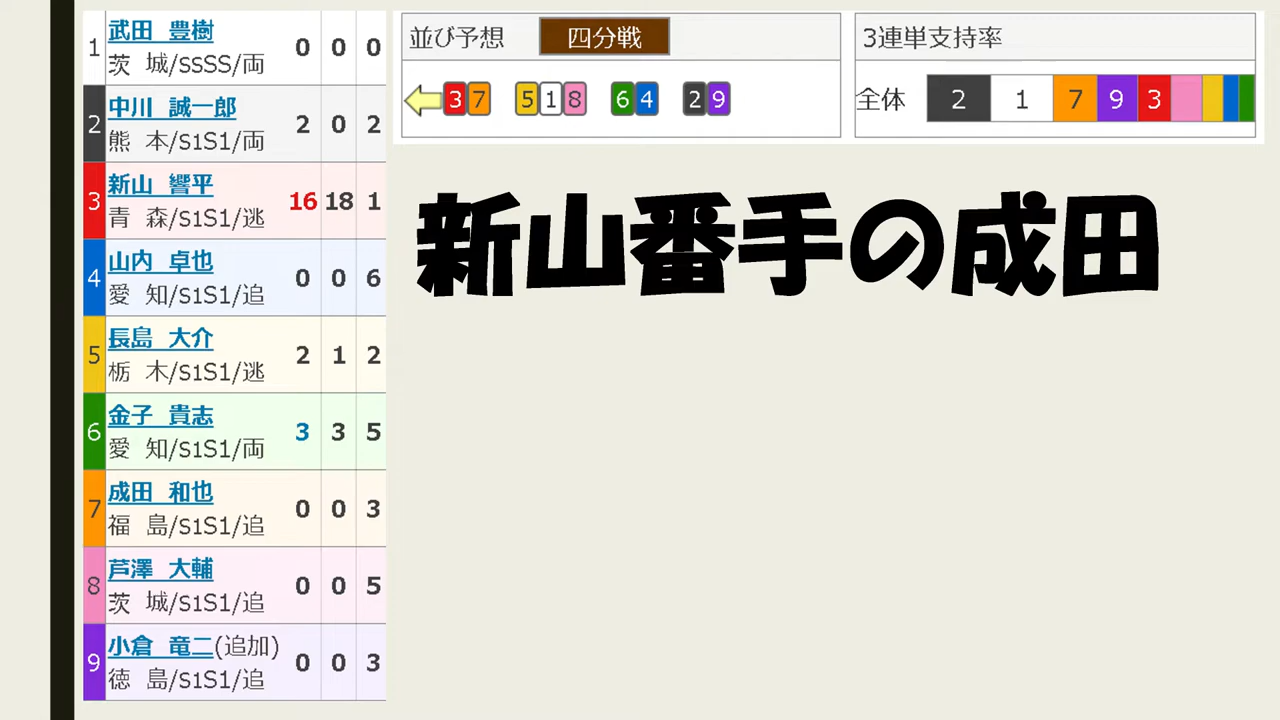 1 武田 豊樹 0 0 0
茨 城/SSSS/両
2 中川 誠一郎 2 0 2
熊 本/S1S1/両
3 新山 響平 16 18 1
青 森/S1S1/逃
4 山内 卓也 0 0 6
愛 知/S1S1/追
5 長島 大介 2 1 2
栃 木/S1S1/逃
6 金子 貴志 3 3 5
愛 知/S1S1/両
7 成田 和也 0 0 3
福 島/S1S1/追
8 芦澤 大輔 0 0 5
茨 城/S1S1/追
9 小倉 竜二(追加) 0 0 3
徳 島/S1S1/追
並び予想 四分戦
3 7 5 1 8 6 4 2 9
3連単支持率
全体 2 1 7 9 3
新山番手の成田